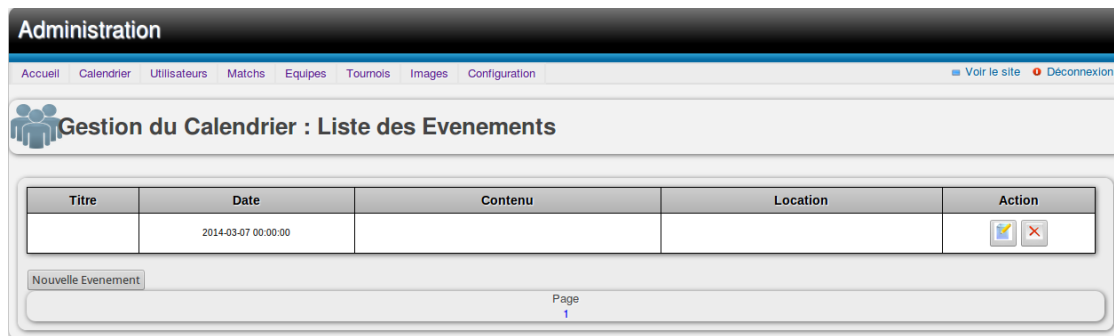 Administration
Accueil Calendrier Utilisateurs Matchs Equipes Tournois Images Configuration Voir le site Déconnexion
Gestion du Calendrier : Liste des Evenements
Titre Date Contenu Location Action
2014-03-07 00:00:00
Nouvelle Evenement
Page
1